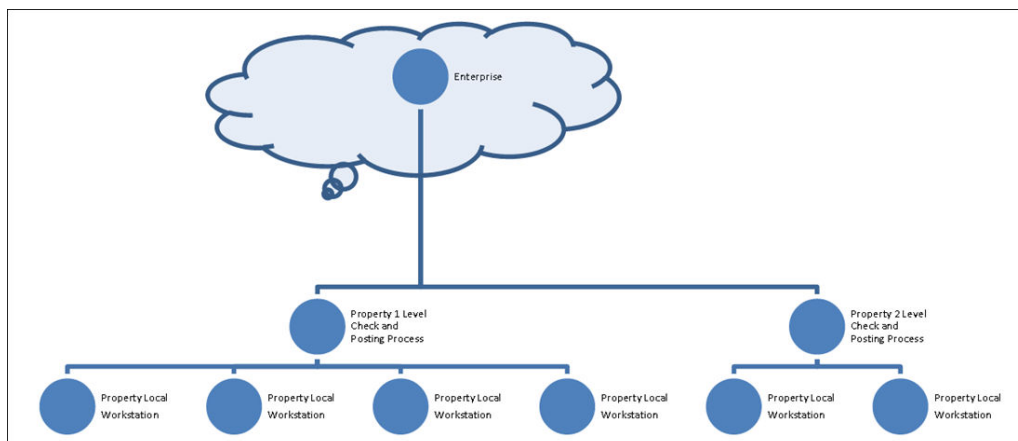 Enterprise
Property 1 Level
Check and
Posting Process
Property 2 Level
Check and
Posting Process
Property Local
Workstation
Property Local
Workstation
Property Local
Workstation
Property Local
Workstation
Property Local
Workstation
Property Local
Workstation